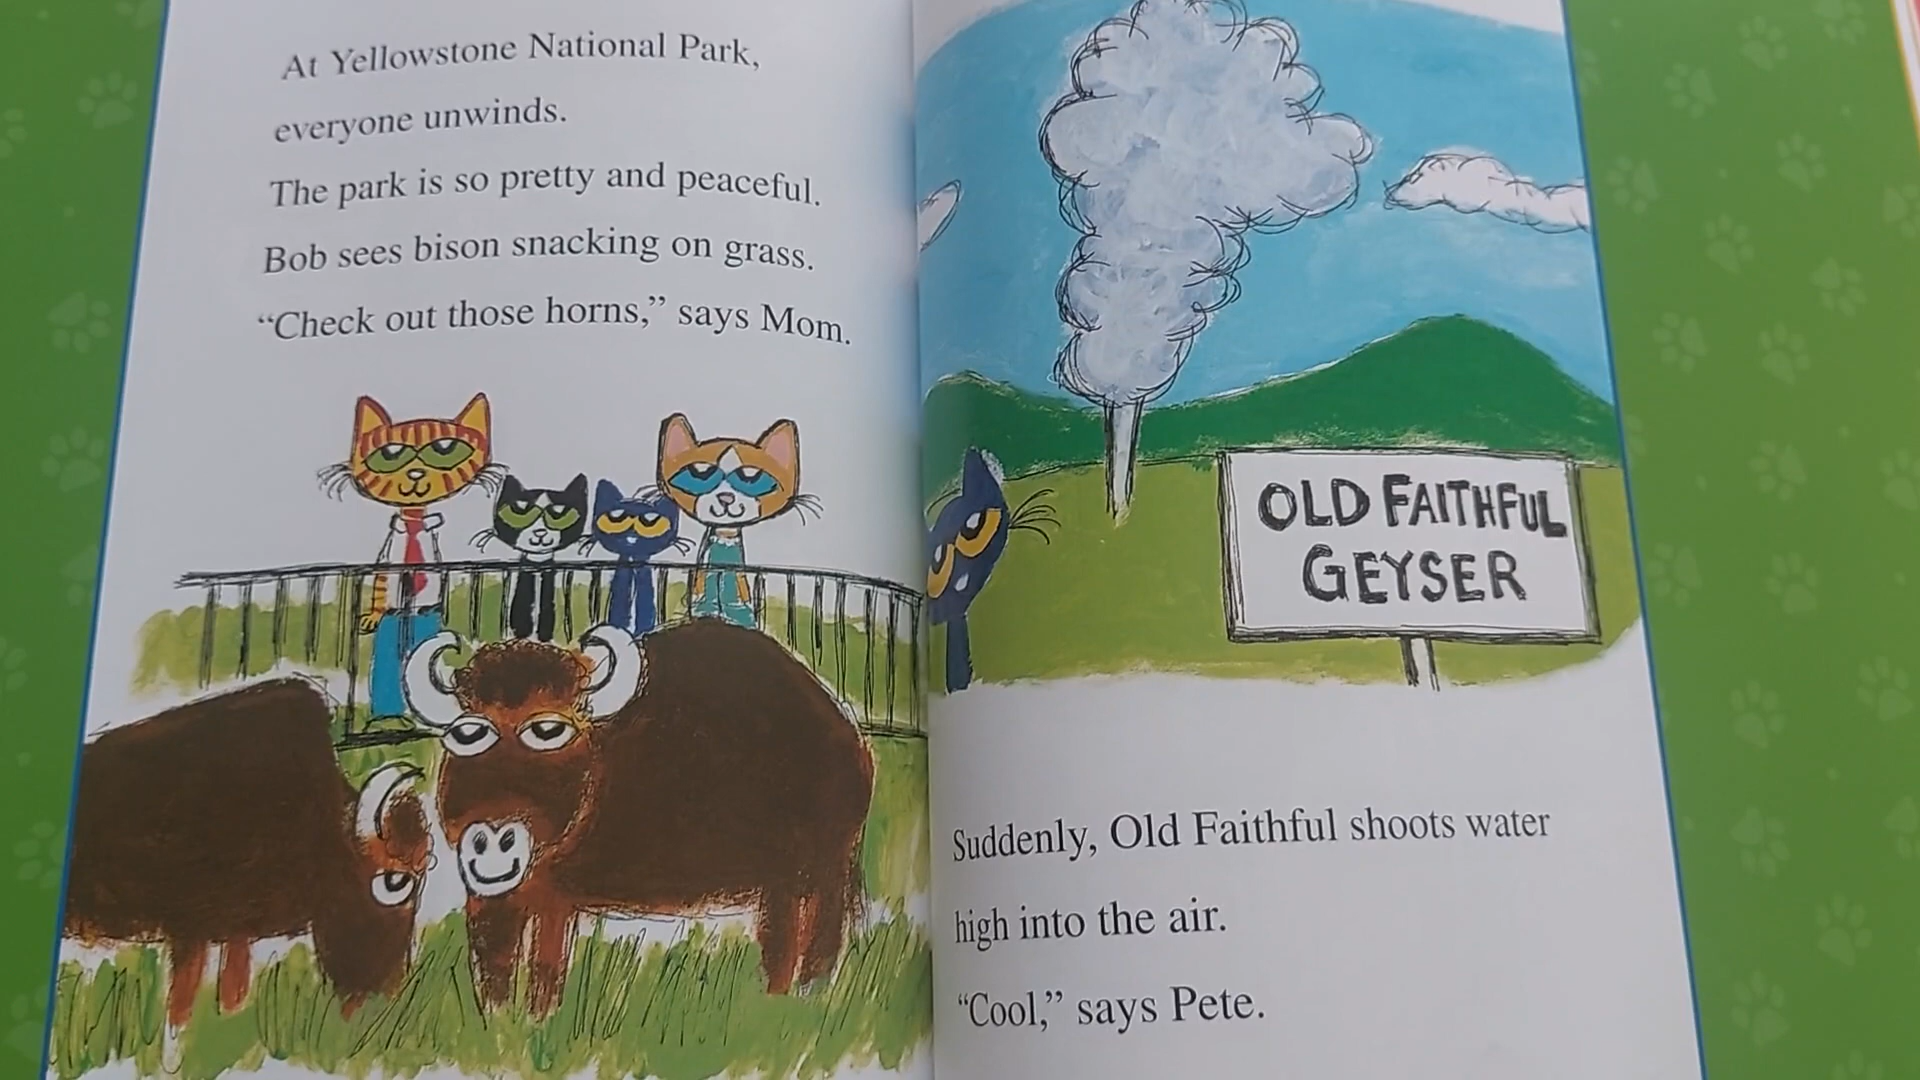 At Yellowstone National Park,
everyone unwinds.
The park is so pretty and peaceful.
Bob sees bison snacking on grass.
“Check out those horns,” says Mom.
OLD FAITHFUL
GEYSER
Suddenly, Old Faithful shoots water
high into the air.
“Cool,” says Pete.